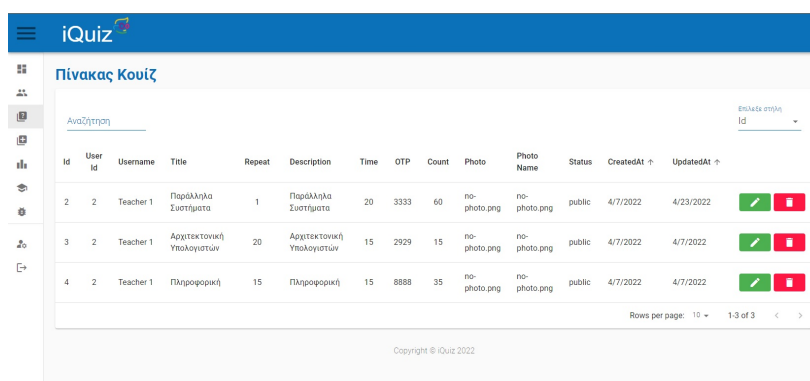 iQuiz
Πίνακας Κουίζ
Επίλεξε στήλη
Αναζήτηση Id
Id User Id Username Title Repeat Description Time OTP Count Photo Photo Name Status CreatedAt ↑ UpdatedAt ↑
2 2 Teacher 1 Παράλληλα Συστήματα 1 Παράλληλα Συστήματα 20 3333 60 no-photo.png no-photo.png public 4/7/2022 4/23/2022
3 2 Teacher 1 Αρχιτεκτονική Υπολογιστών 20 Αρχιτεκτονική Υπολογιστών 15 2929 15 no-photo.png no-photo.png public 4/7/2022 4/7/2022
4 2 Teacher 1 Πληροφορική 15 Πληροφορική 15 8888 35 no-photo.png no-photo.png public 4/7/2022 4/7/2022
Rows per page: 10 1-3 of 3
Copyright © iQuiz 2022